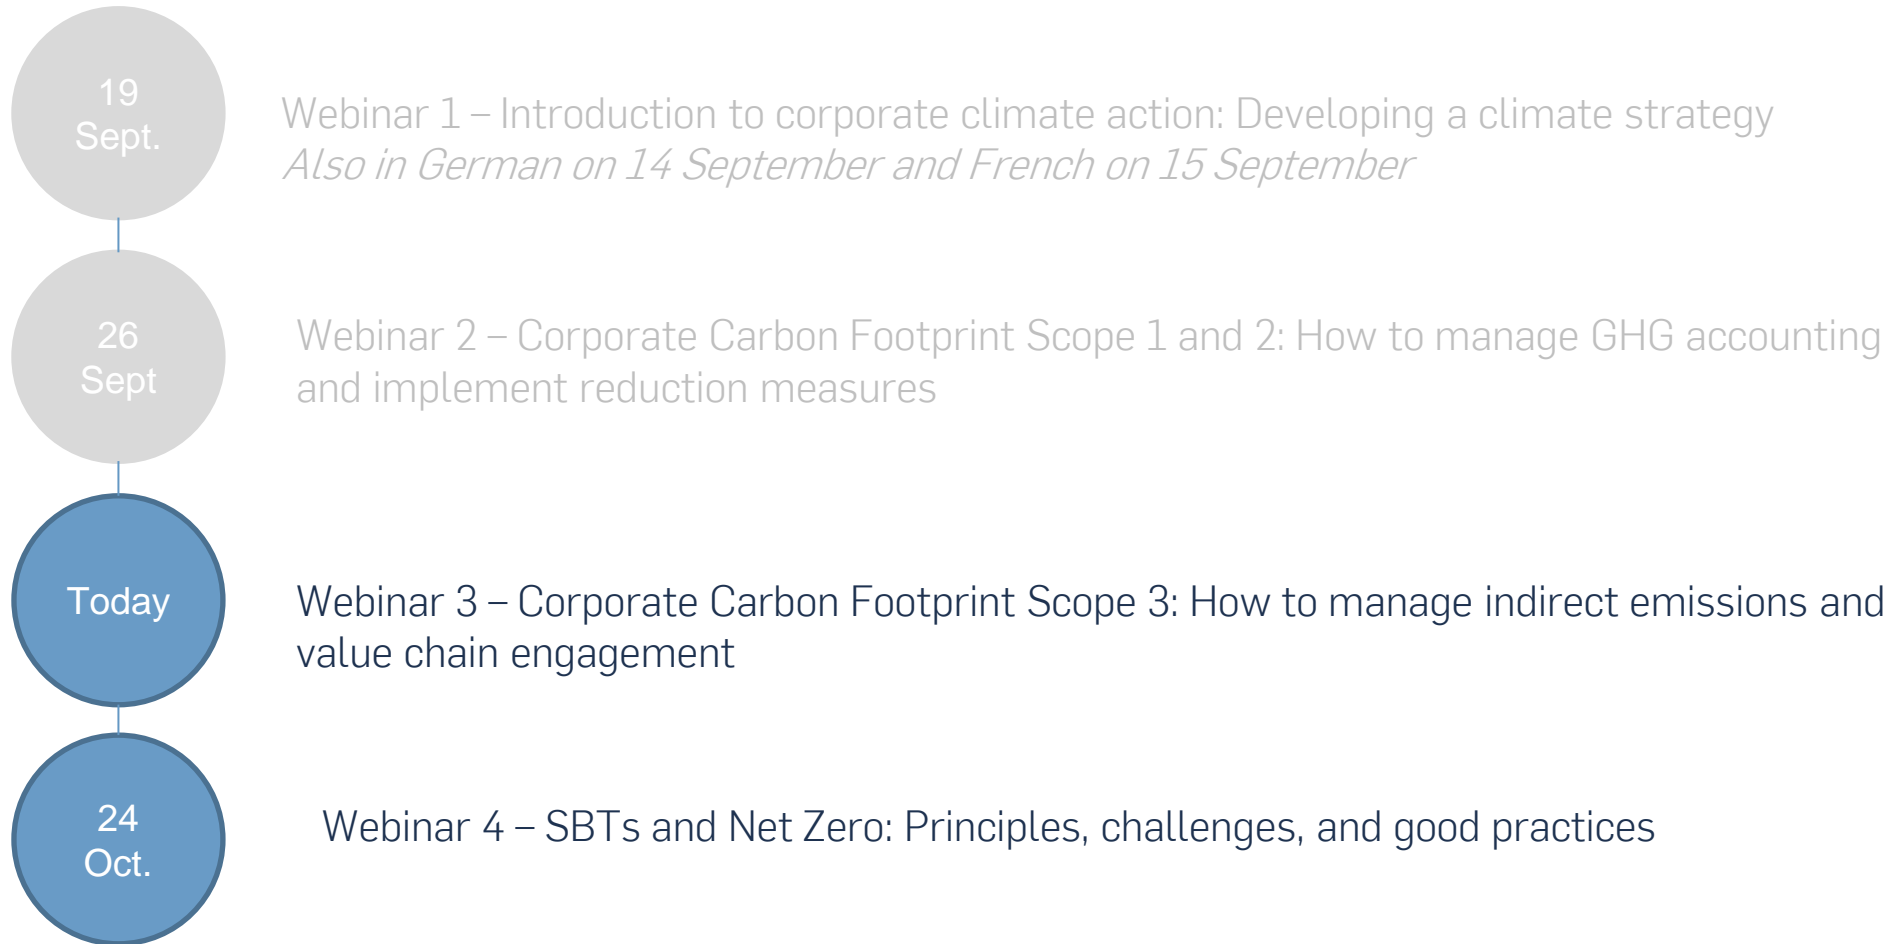 19
Sept.
Webinar 1 – Introduction to corporate climate action: Developing a climate strategy
Also in German on 14 September and French on 15 September
26
Sept
Webinar 2 – Corporate Carbon Footprint Scope 1 and 2: How to manage GHG accounting
and implement reduction measures
Today
Webinar 3 – Corporate Carbon Footprint Scope 3: How to manage indirect emissions and
value chain engagement
24
Oct.
Webinar 4 – SBTs and Net Zero: Principles, challenges, and good practices